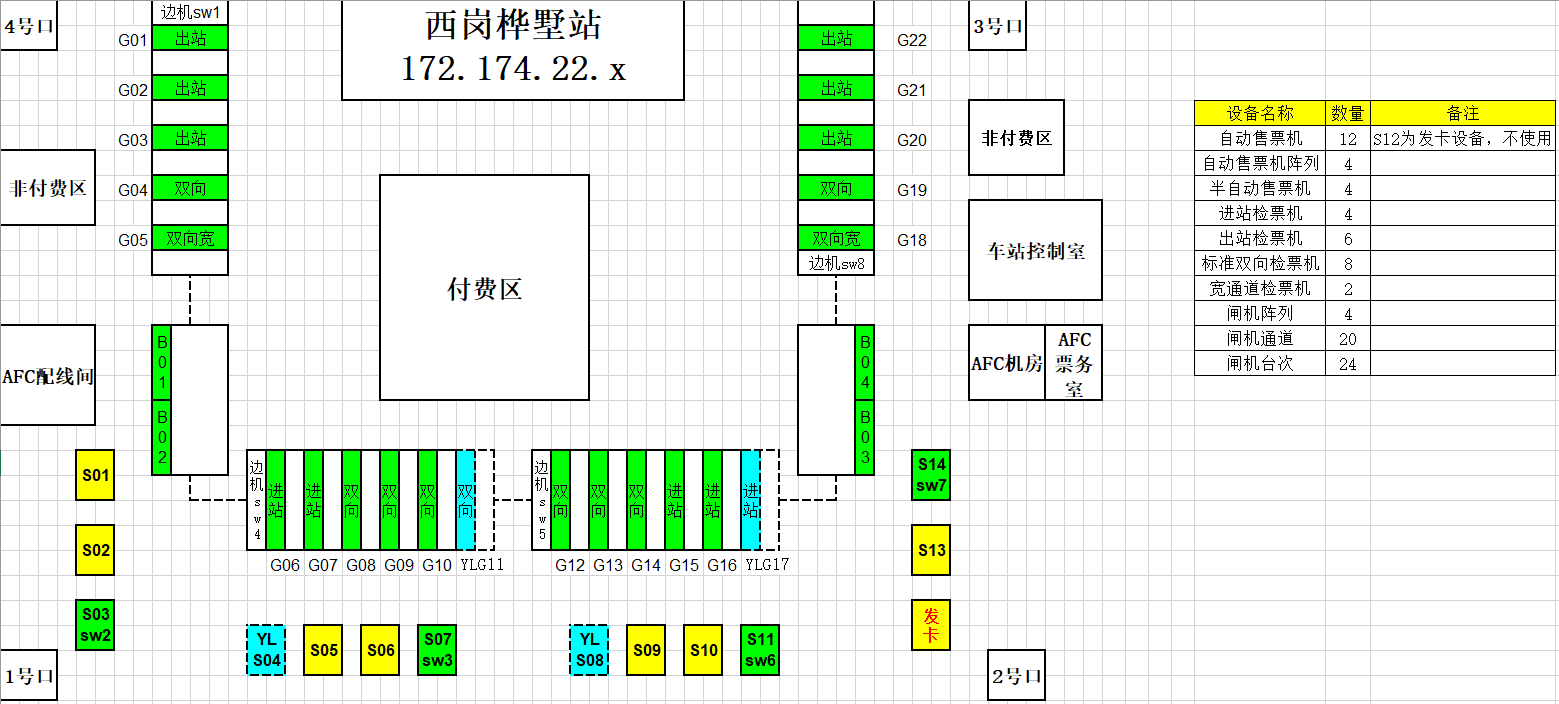 4号口
边机sw1
西岗桦墅站
172.174.22.x
3号口
G01
出站
出站
G22
G02
出站
出站
G21
G03
出站
出站
G20
G04
双向
双向
G19
G05
双向宽
双向宽
G18
边机sw8
非付费区
非付费区
付费区
车站控制室
AFC配线间
AFC机房
AFC
票务
室
B
0
1
B
0
2
B
0
4
B
0
3
设备名称 数量 备注
自动售票机 12 S12为发卡设备，不使用
自动售票机阵列 4
半自动售票机 4
进站检票机 4
出站检票机 6
标准双向检票机 8
宽通道检票机 2
闸机阵列 4
闸机通道 20
闸机台次 24
S01
S02
S03
sw2
边
机
s
w
4
进
站
进
站
双
向
双
向
双
向
双
向
G06 G07 G08 G09 G10 YLG11
边
机
s
w
5
双
向
双
向
双
向
进
站
进
站
进
站
G12 G13 G14 G15 G16 YLG17
S14
sw7
S13
发
卡
YL
S04
S05
S06
S07
sw3
YL
S08
S09
S10
S11
sw6
1号口
2号口